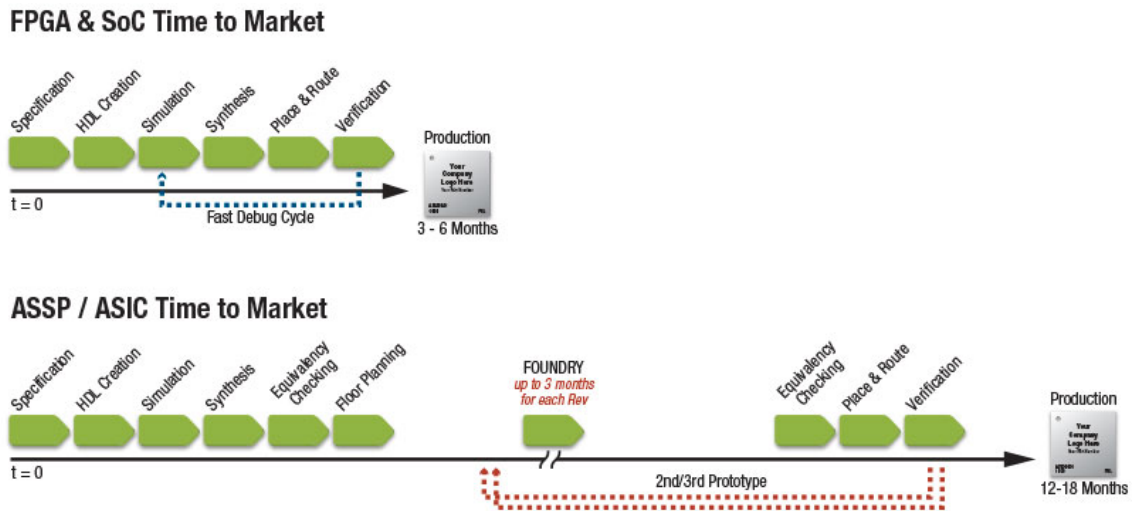 FPGA & SoC Time to Market
Specification
HDL Creation
Simulation
Synthesis
Place & Route
Verification
Production
Your
Company
Logo Here
t = 0
Fast Debug Cycle
3 - 6 Months
ASSP / ASIC Time to Market
Specification
HDL Creation
Simulation
Synthesis
Equivalency
Checking
Floor Planning
FOUNDRY
up to 3 months
for each Rev
Equivalency
Checking
Place & Route
Verification
Production
Your
Company
Logo Here
t = 0
2nd/3rd Prototype
12-18 Months